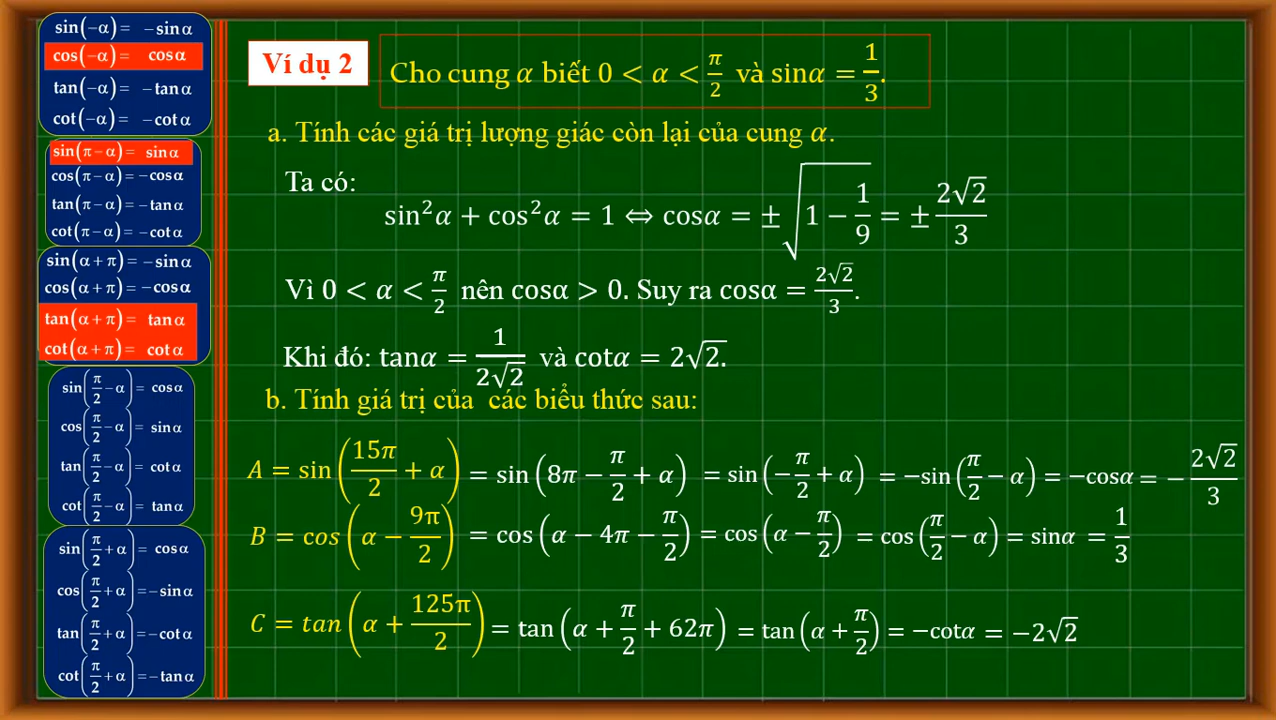 sin(−α) = −sinα
cos(−α) = cosα
tan(−α) = −tanα
cot(−α) = −cotα
sin(π−α) = sinα
cos(π−α) = −cosα
tan(π−α) = −tanα
cot(π−α) = −cotα
sin(α+π) = −sinα
cos(α+π) = −cosα
tan(α+π) = tanα
cot(α+π) = cotα
sin(π/2 −α) = cosα
cos(π/2 −α) = sinα
tan(π/2 −α) = cotα
cot(π/2 −α) = tanα
sin(π/2 +α) = cosα
cos(π/2 +α) = −sinα
tan(π/2 +α) = −cotα
cot(π/2 +α) = −tanα
Ví dụ 2
Cho cung α biết 0 < α < π/2 và sinα = 1/3.
a. Tính các giá trị lượng giác còn lại của cung α.
Ta có:
sin²α + cos²α = 1 ⇔ cosα = ±√(1 − 1/9) = ± 2√2/3
Vì 0 < α < π/2 nên cosα > 0. Suy ra cosα = 2√2/3.
Khi đó: tanα = 1/(2√2) và cotα = 2√2.
b. Tính giá trị của các biểu thức sau:
A = sin(15π/2 + α) = sin(8π − π/2 + α) = sin(−π/2 + α) = −sin(π/2 − α) = −cosα = − 2√2/3
B = cos(α − 9π/2) = cos(α − 4π − π/2) = cos(α − π/2) = cos(π/2 − α) = sinα = 1/3
C = tan(α + 125π/2) = tan(α + π/2 + 62π) = tan(α + π/2) = −cotα = −2√2